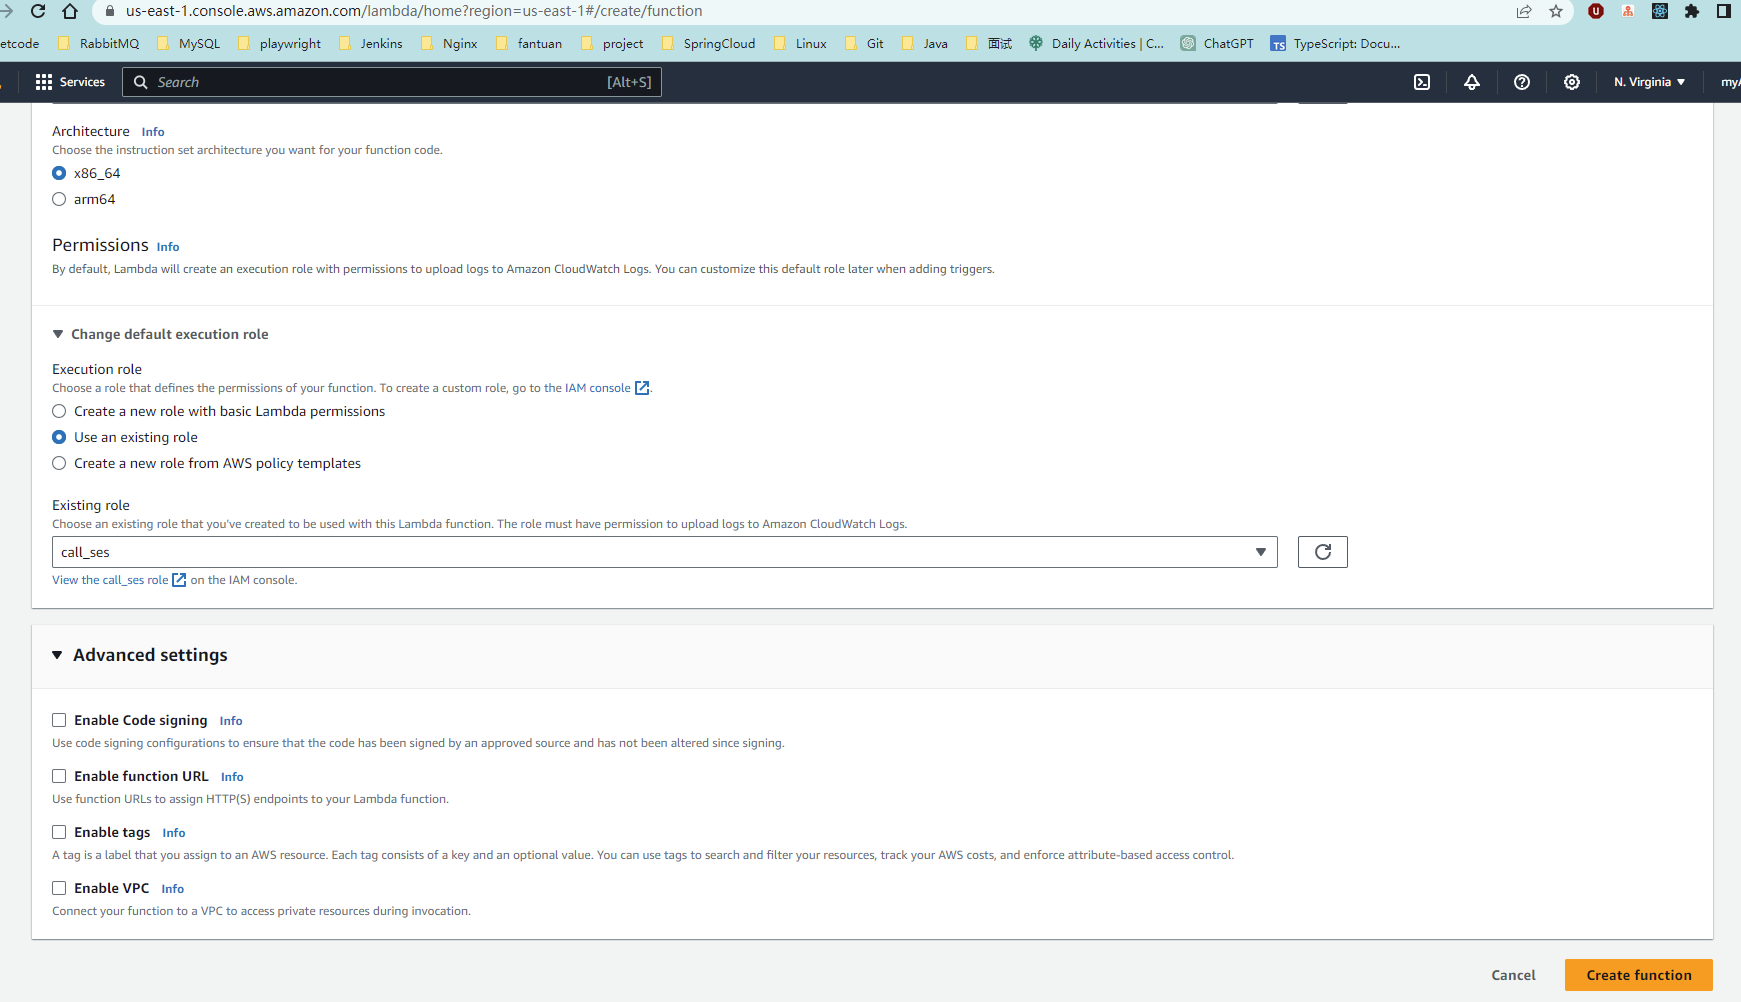 us-east-1.console.aws.amazon.com/lambda/home?region=us-east-1#/create/function
etcode RabbitMQ MySQL playwright Jenkins Nginx fantuan project SpringCloud Linux Git Java 面试 Daily Activities | C... ChatGPT TS TypeScript: Docu...
Services Search [Alt+S] N. Virginia ▼ myA
Architecture Info
Choose the instruction set architecture you want for your function code.
x86_64
arm64
Permissions Info
By default, Lambda will create an execution role with permissions to upload logs to Amazon CloudWatch Logs. You can customize this default role later when adding triggers.
Change default execution role
Execution role
Choose a role that defines the permissions of your function. To create a custom role, go to the IAM console.
Create a new role with basic Lambda permissions
Use an existing role
Create a new role from AWS policy templates
Existing role
Choose an existing role that you've created to be used with this Lambda function. The role must have permission to upload logs to Amazon CloudWatch Logs.
call_ses
View the call_ses role on the IAM console.
Advanced settings
Enable Code signing Info
Use code signing configurations to ensure that the code has been signed by an approved source and has not been altered since signing.
Enable function URL Info
Use function URLs to assign HTTP(S) endpoints to your Lambda function.
Enable tags Info
A tag is a label that you assign to an AWS resource. Each tag consists of a key and an optional value. You can use tags to search and filter your resources, track your AWS costs, and enforce attribute-based access control.
Enable VPC Info
Connect your function to a VPC to access private resources during invocation.
Cancel Create function